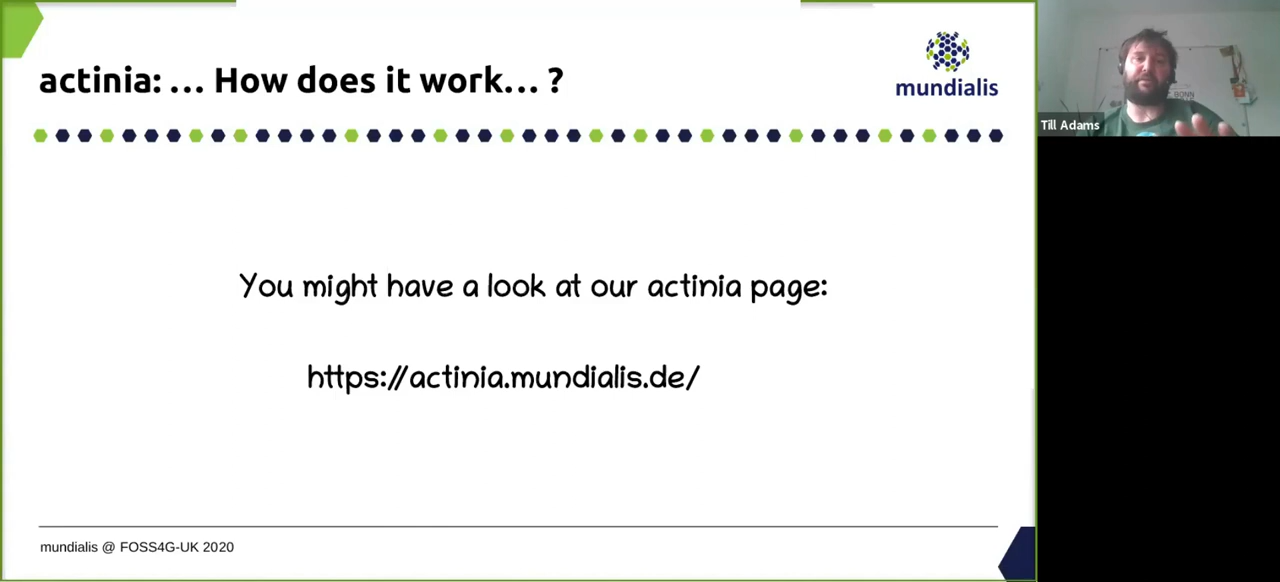 actinia: ... How does it work... ?
mundialis
You might have a look at our actinia page:
https://actinia.mundialis.de/
mundialis @ FOSS4G-UK 2020
Till Adams
BONN